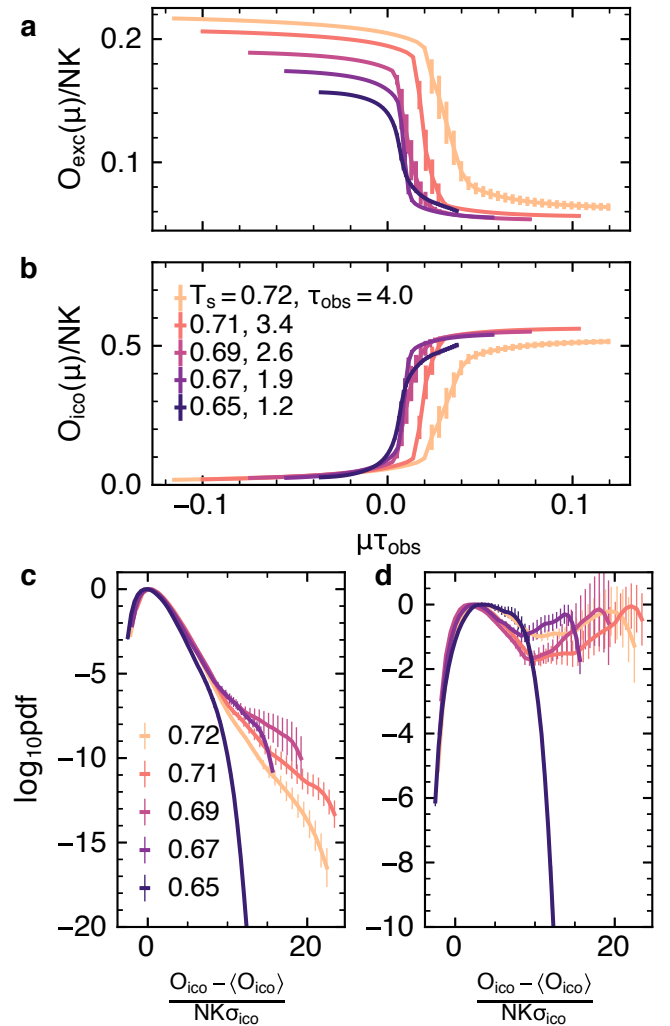 a
O_exc(μ)/NK
0.2
0.1
b
O_ico(μ)/NK
0.5
0.0
T_s = 0.72, τ_obs = 4.0
0.71, 3.4
0.69, 2.6
0.67, 1.9
0.65, 1.2
−0.1
0.0
0.1
μτ_obs
c
log₁₀pdf
0
−5
−10
−15
−20
0.72
0.71
0.69
0.67
0.65
0
20
O_ico − ⟨O_ico⟩
NKσ_ico
d
0
−2
−4
−6
−8
−10
0
20
O_ico − ⟨O_ico⟩
NKσ_ico